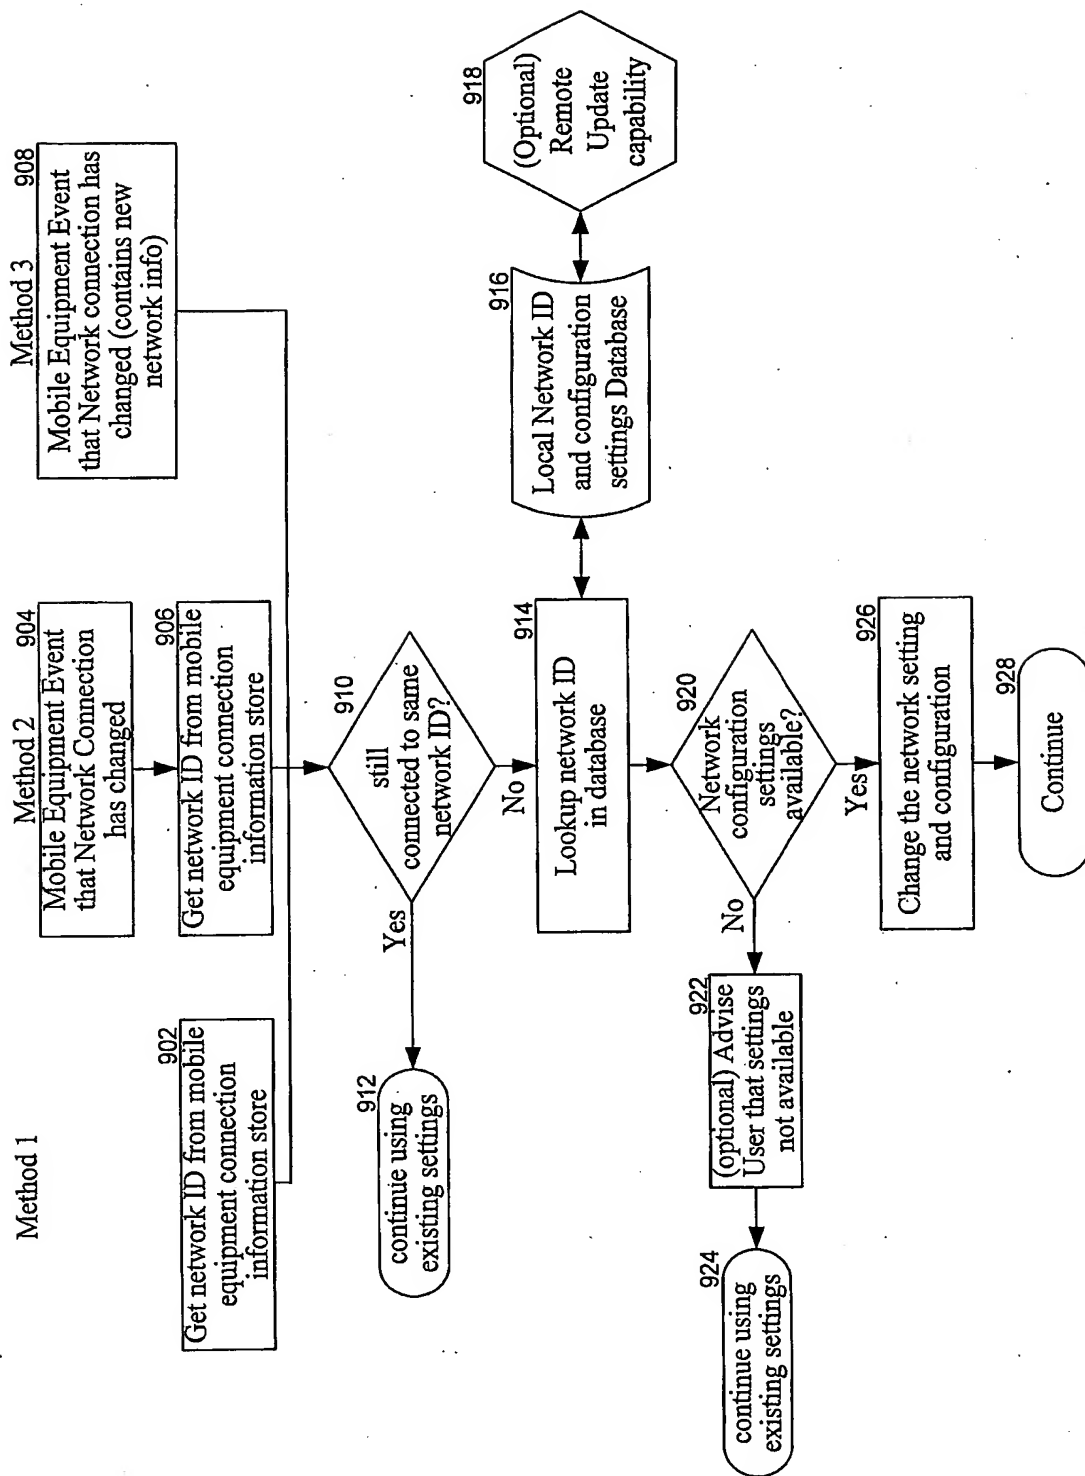 Method 1
Method 2
Method 3
902
Get network ID from mobile
equipment connection
information store
904
Mobile Equipment Event
that Network Connection
has changed
906
Get network ID from mobile
equipment connection
information store
908
Mobile Equipment Event
that Network connection has
changed (contains new
network info)
910
still
connected to same
network ID?
Yes
912
continue using
existing settings
No
914
Lookup network ID
in database
916
Local Network ID
and configuration
settings Database
918
(Optional)
Remote
Update
capability
920
Network
configuration
settings
available?
No
922
(optional) Advise
User that settings
not available
924
continue using
existing settings
Yes
926
Change the network setting
and configuration
928
Continue